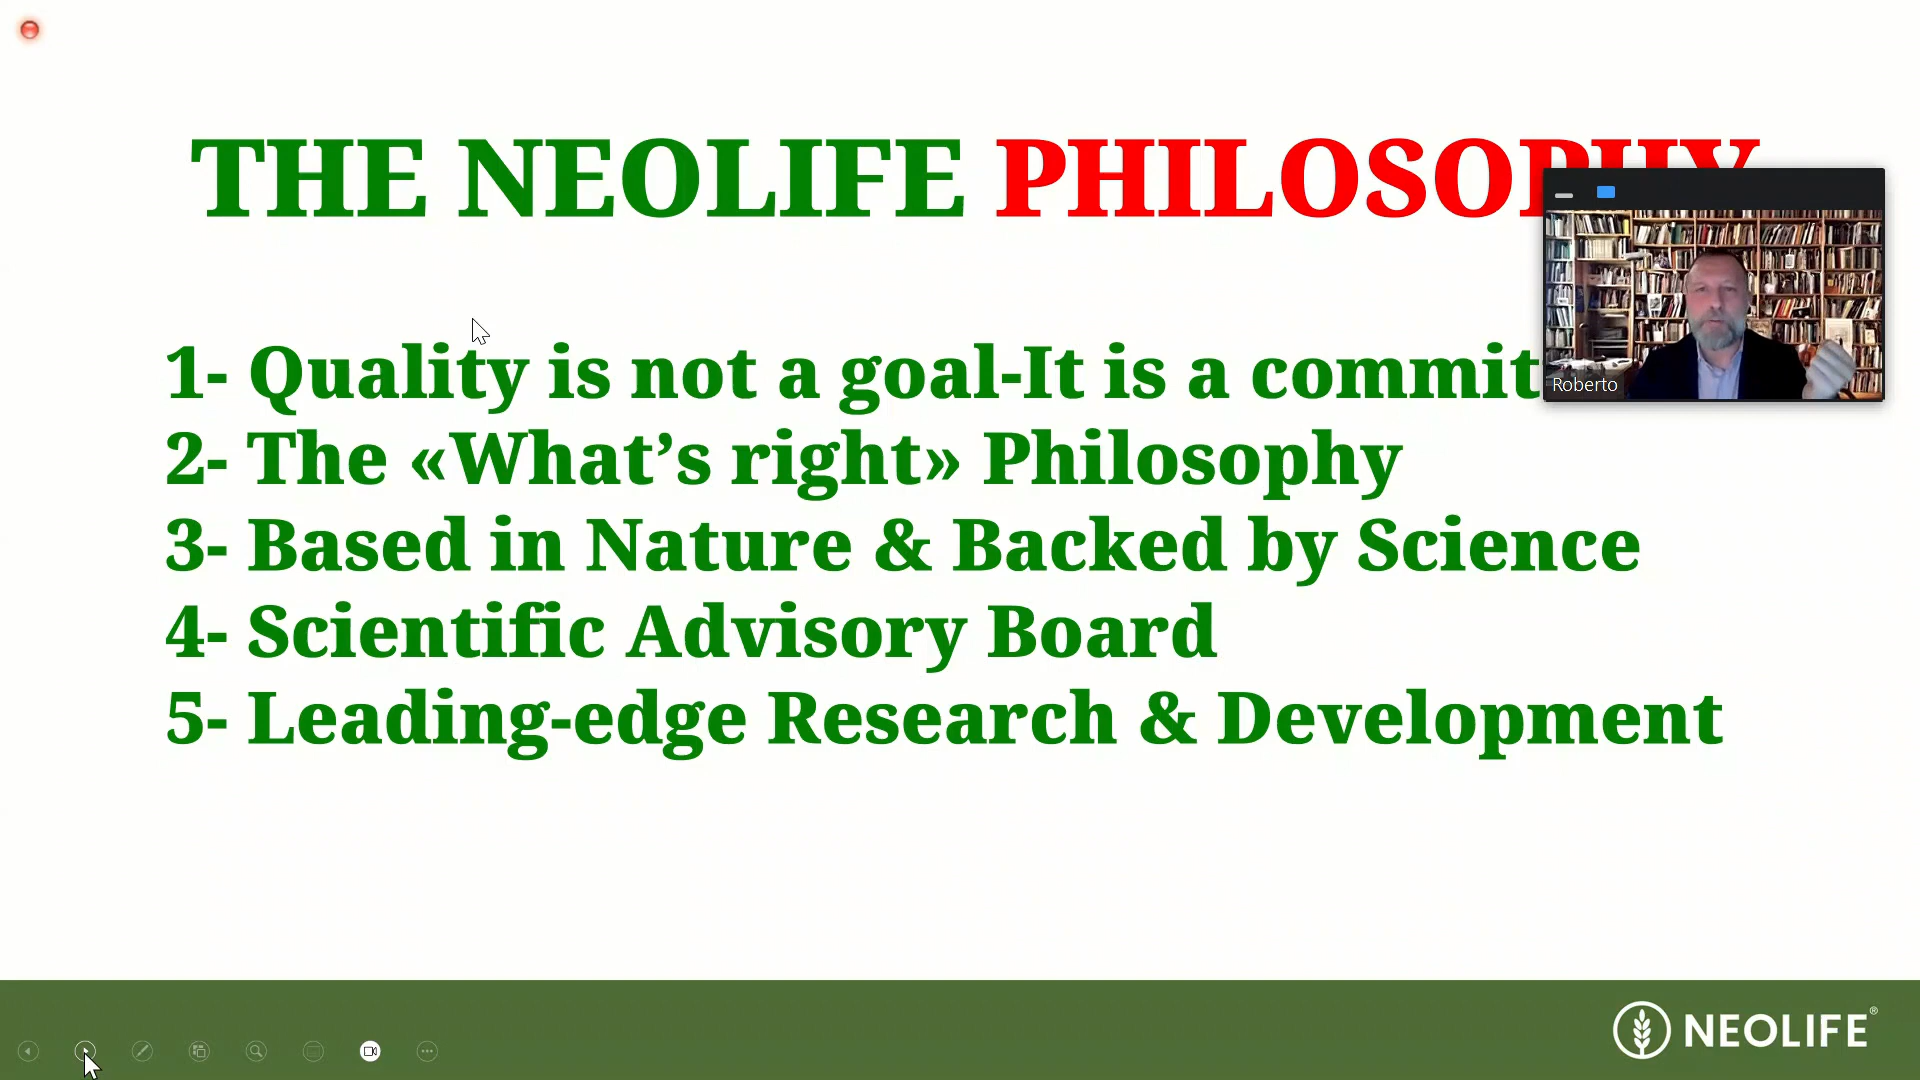 THE NEOLIFE PHILOSOPHY
1- Quality is not a goal-It is a commit
Roberto
2- The «What’s right» Philosophy
3- Based in Nature & Backed by Science
4- Scientific Advisory Board
5- Leading-edge Research & Development
NEOLIFE®